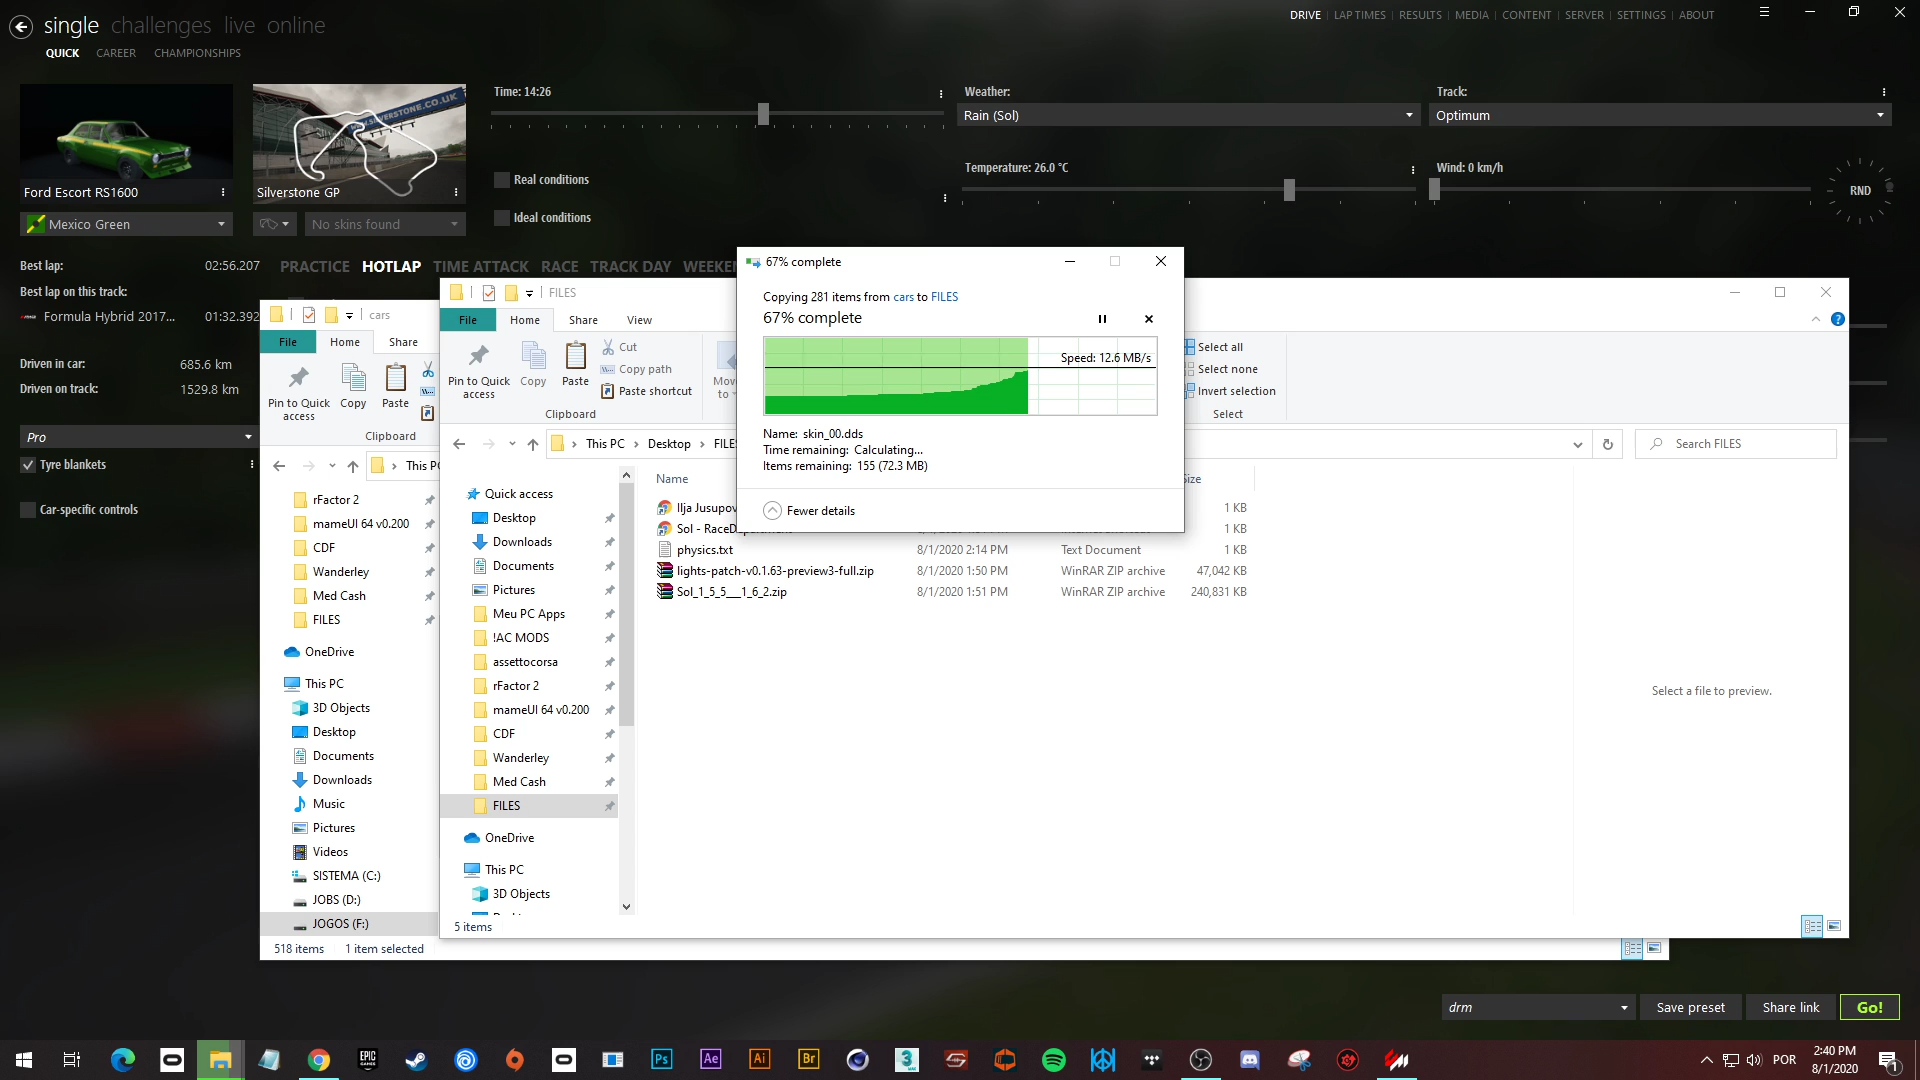 single challenges live online
DRIVE LAP TIMES RESULTS MEDIA CONTENT SERVER SETTINGS ABOUT
QUICK CAREER CHAMPIONSHIPS
Time: 14:26
Weather:
Track:
Rain (Sol)
Optimum
WWW.SILVERSTONE.CO.UK
Ford Escort RS1600
Silverstone GP
Real conditions
Temperature: 26.0 °C
Wind: 0 km/h
RND
Mexico Green
No skins found
Ideal conditions
Best lap: 02:56.207
PRACTICE HOTLAP TIME ATTACK RACE TRACK DAY
Best lap on this track:
Formula Hybrid 2017... 01:32.392
Driven in car: 685.6 km
Driven on track: 1529.8 km
Pro
Tyre blankets
Car-specific controls
67% complete
Copying 281 items from cars to FILES
67% complete
Speed: 12.6 MB/s
Name: skin_00.dds
Time remaining: Calculating...
Items remaining: 155 (72.3 MB)
Fewer details
FILES
File Home Share View
Pin to Quick access
Copy
Paste
Cut
Copy path
Paste shortcut
Clipboard
Select all
Select none
Invert selection
Select
This PC Desktop
Search FILES
Name
Ilja Jusupov
1 KB
1 KB
physics.txt 8/1/2020 2:14 PM Text Document 1 KB
lights-patch-v0.1.63-preview3-full.zip 8/1/2020 1:50 PM WinRAR ZIP archive 47,042 KB
Sol_1_5_5__1_6_2.zip 8/1/2020 1:51 PM WinRAR ZIP archive 240,831 KB
Select a file to preview.
Quick access
Desktop
Downloads
Documents
Pictures
Meu PC Apps
!AC MODS
assettocorsa
rFactor 2
mameUI 64 v0.200
CDF
Wanderley
Med Cash
FILES
OneDrive
This PC
3D Objects
5 items
cars
File Home Share
Pin to Quick access
Copy
Paste
Clipboard
This PC
rFactor 2
mameUI 64 v0.200
CDF
Wanderley
Med Cash
FILES
OneDrive
This PC
3D Objects
Desktop
Documents
Downloads
Music
Pictures
Videos
SISTEMA (C:)
JOBS (D:)
JOGOS (F:)
518 items 1 item selected
drm
Save preset
Share link
Go!
EPIC GAMES
Ps
Ae
Ai
Br
3
POR
2:40 PM
8/1/2020
1